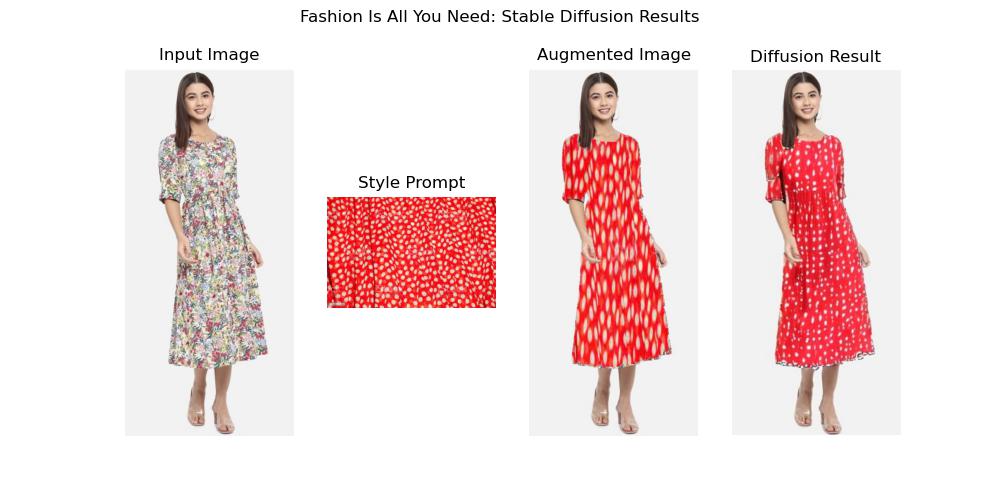 Fashion Is All You Need: Stable Diffusion Results
Input Image
Style Prompt
Augmented Image
Diffusion Result